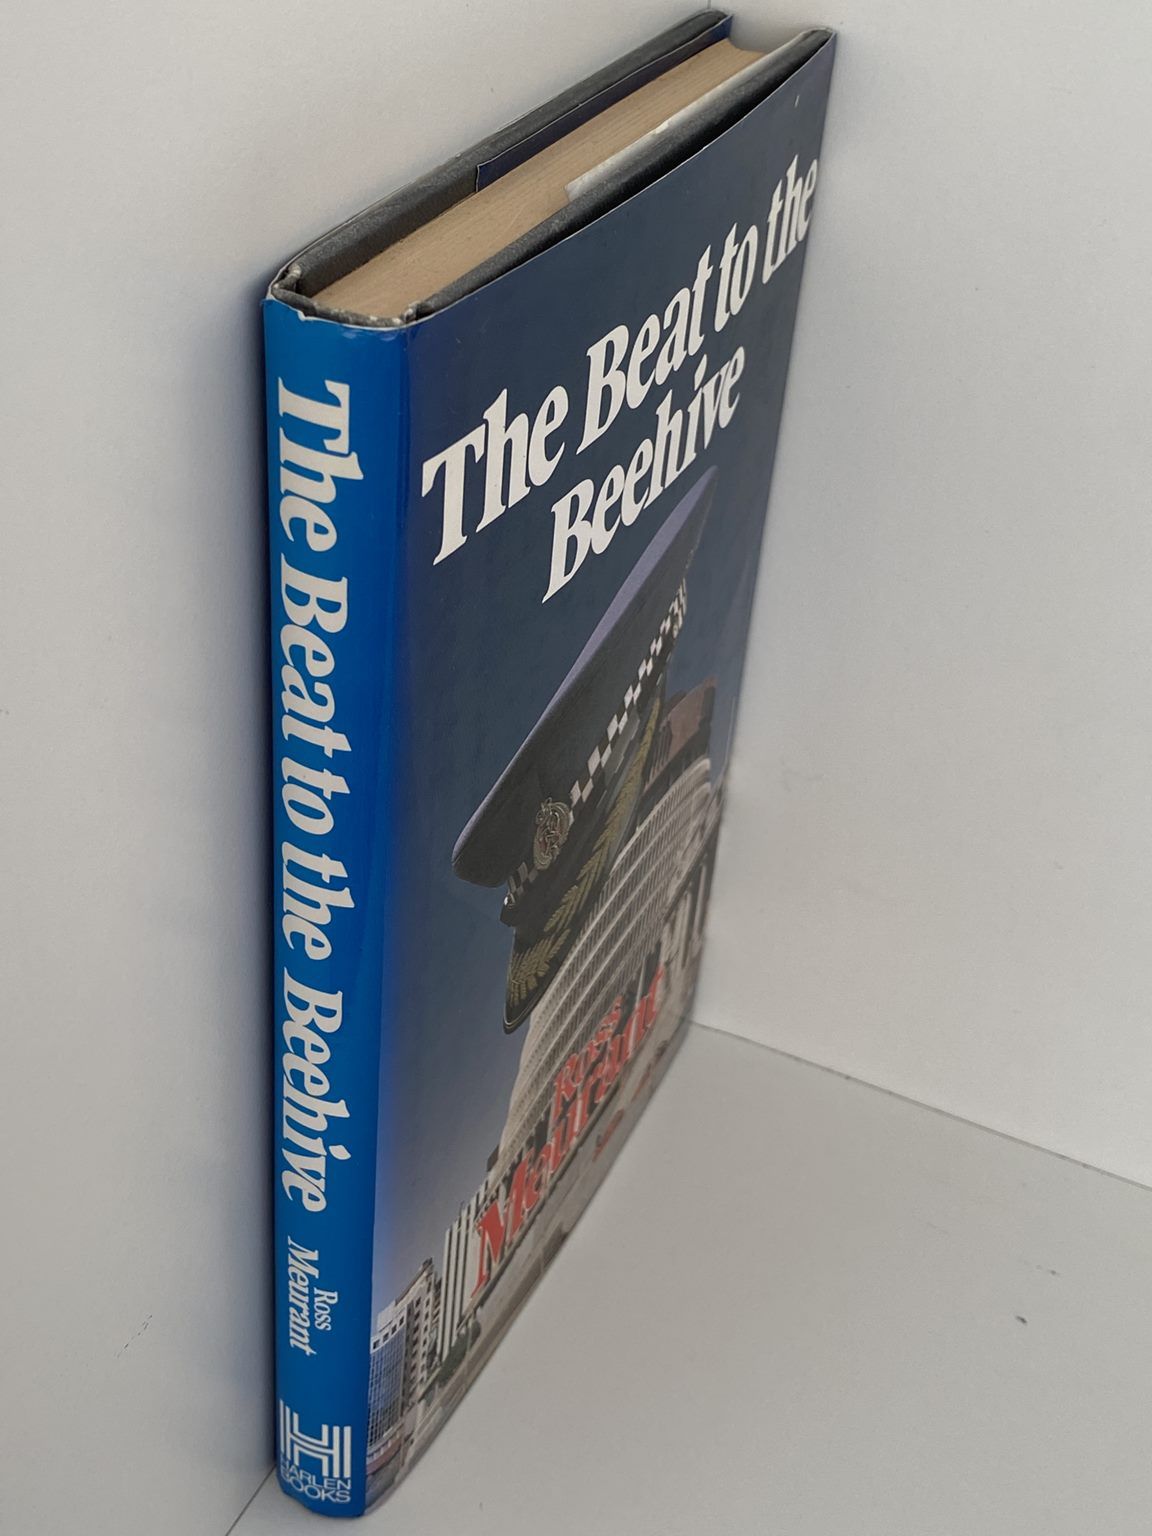 The Beat to the Beehive
Ross
Meurant
HARLEN
BOOKS
The Beat to the
Beehive
Ross
Meurant